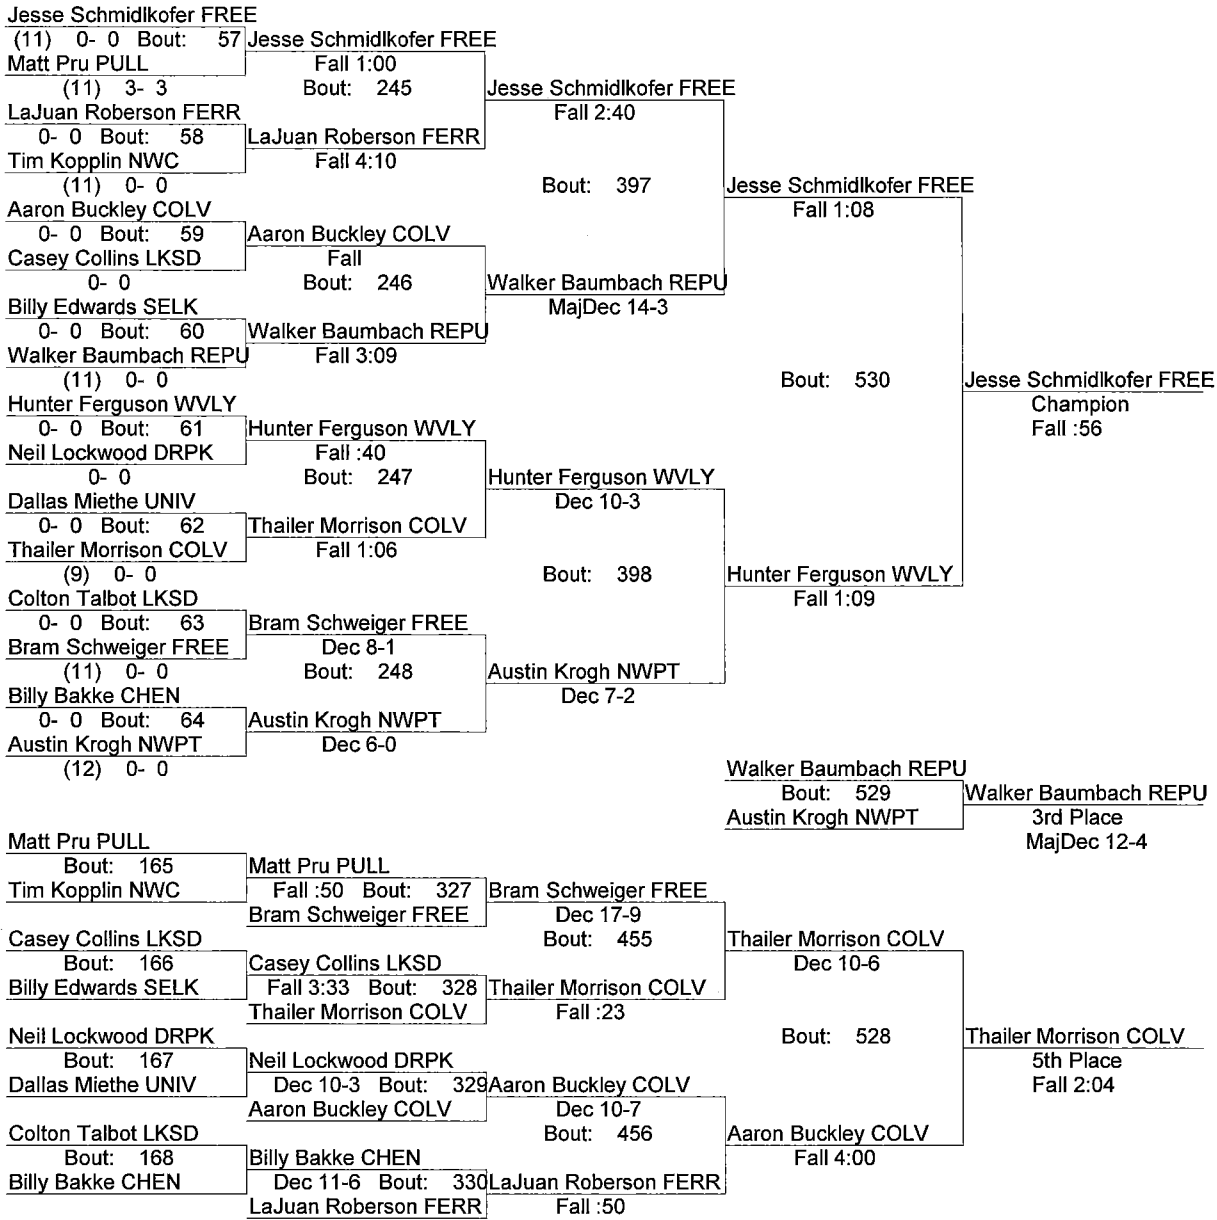 Jesse Schmidlkofer FREE
(11) 0- 0 Bout: 57 Jesse Schmidlkofer FREE
Matt Pru PULL Fall 1:00
(11) 3- 3 Bout: 245 Jesse Schmidlkofer FREE
LaJuan Roberson FERR Fall 2:40
0- 0 Bout: 58 LaJuan Roberson FERR
Tim Kopplin NWC Fall 4:10
(11) 0- 0 Bout: 397 Jesse Schmidlkofer FREE
Aaron Buckley COLV Fall 1:08
0- 0 Bout: 59 Aaron Buckley COLV
Casey Collins LKSD Fall
0- 0 Bout: 246 Walker Baumbach REPU
Billy Edwards SELK MajDec 14-3
0- 0 Bout: 60 Walker Baumbach REPU
Walker Baumbach REPU Fall 3:09
(11) 0- 0 Bout: 530 Jesse Schmidlkofer FREE
Hunter Ferguson WVLY Champion
0- 0 Bout: 61 Hunter Ferguson WVLY Fall :56
Neil Lockwood DRPK Fall :40
0- 0 Bout: 247 Hunter Ferguson WVLY
Dallas Miethe UNIV Dec 10-3
0- 0 Bout: 62 Thailer Morrison COLV
Thailer Morrison COLV Fall 1:06
(9) 0- 0 Bout: 398 Hunter Ferguson WVLY
Colton Talbot LKSD Fall 1:09
0- 0 Bout: 63 Bram Schweiger FREE
Bram Schweiger FREE Dec 8-1
(11) 0- 0 Bout: 248 Austin Krogh NWPT
Billy Bakke CHEN Dec 7-2
0- 0 Bout: 64 Austin Krogh NWPT
Austin Krogh NWPT Dec 6-0
(12) 0- 0 Walker Baumbach REPU
Bout: 529 Walker Baumbach REPU
Austin Krogh NWPT 3rd Place
Matt Pru PULL MajDec 12-4
Bout: 165 Matt Pru PULL
Tim Kopplin NWC Fall :50 Bout: 327 Bram Schweiger FREE
Bram Schweiger FREE Dec 17-9
Casey Collins LKSD Bout: 455 Thailer Morrison COLV
Bout: 166 Casey Collins LKSD Dec 10-6
Billy Edwards SELK Fall 3:33 Bout: 328 Thailer Morrison COLV
Thailer Morrison COLV Fall :23
Neil Lockwood DRPK Bout: 528 Thailer Morrison COLV
Bout: 167 Neil Lockwood DRPK 5th Place
Dallas Miethe UNIV Dec 10-3 Bout: 329 Aaron Buckley COLV Fall 2:04
Aaron Buckley COLV Dec 10-7
Colton Talbot LKSD Bout: 456 Aaron Buckley COLV
Bout: 168 Billy Bakke CHEN Fall 4:00
Billy Bakke CHEN Dec 11-6 Bout: 330 LaJuan Roberson FERR
LaJuan Roberson FERR Fall :50